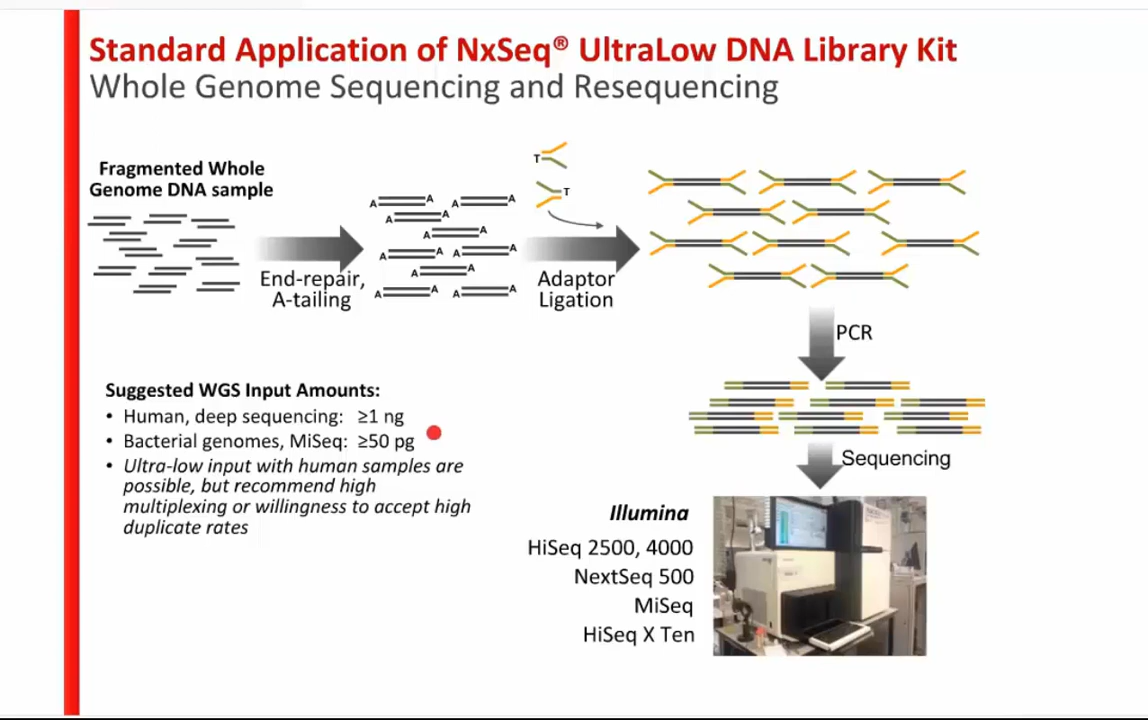 Standard Application of NxSeq® UltraLow DNA Library Kit
Whole Genome Sequencing and Resequencing
Fragmented Whole
Genome DNA sample
End-repair,
A-tailing
A A A A
A A
A A
A A A A
A A
A A A A
T
T
Adaptor
Ligation
PCR
Suggested WGS Input Amounts:
• Human, deep sequencing: ≥1 ng
• Bacterial genomes, MiSeq: ≥50 pg
• Ultra-low input with human samples are
possible, but recommend high
multiplexing or willingness to accept high
duplicate rates
Sequencing
Illumina
HiSeq 2500, 4000
NextSeq 500
MiSeq
HiSeq X Ten